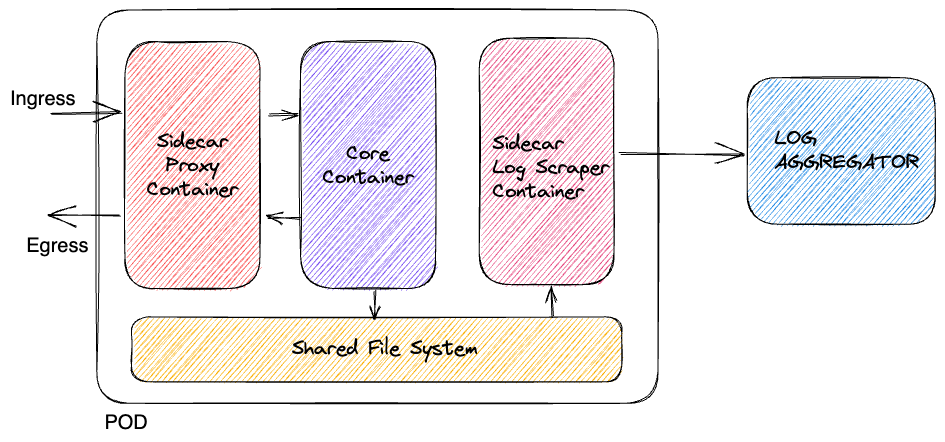 Ingress
Egress
Sidecar
Proxy
Container
Core
Container
Sidecar
Log Scraper
Container
LOG
AGGREGATOR
Shared File System
POD